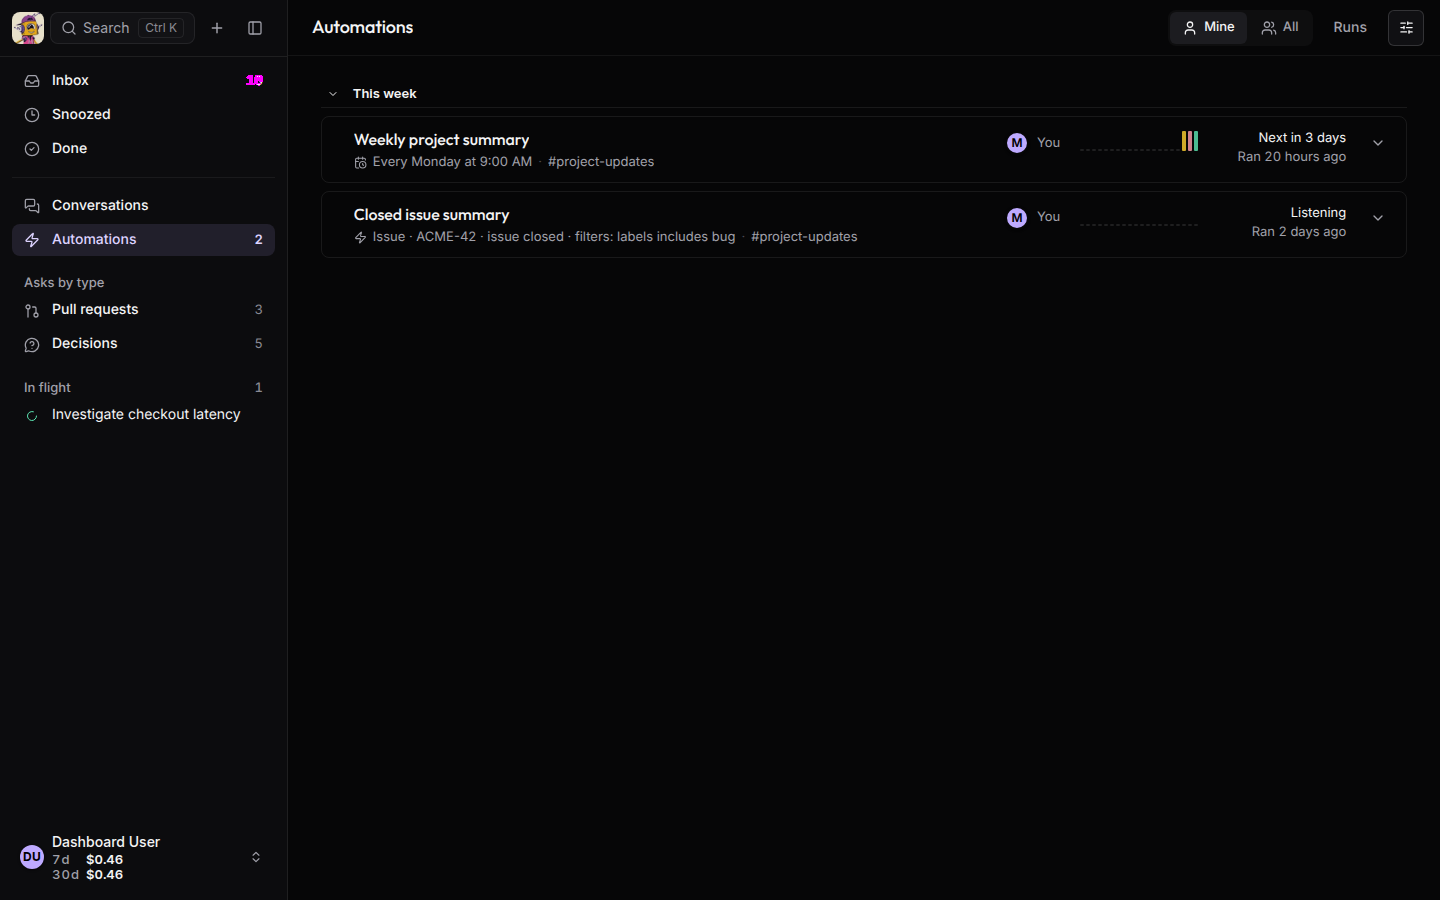 Search Ctrl K
Inbox
Snoozed
Done
Conversations
Automations 2
Asks by type
Pull requests 3
Decisions 5
In flight 1
Investigate checkout latency
DU Dashboard User
7d $0.46
30d $0.46
Automations
Mine All Runs
This week
Weekly project summary
Every Monday at 9:00 AM · #project-updates
M You
Next in 3 days
Ran 20 hours ago
Closed issue summary
Issue · ACME-42 · issue closed · filters: labels includes bug · #project-updates
M You
Listening
Ran 2 days ago